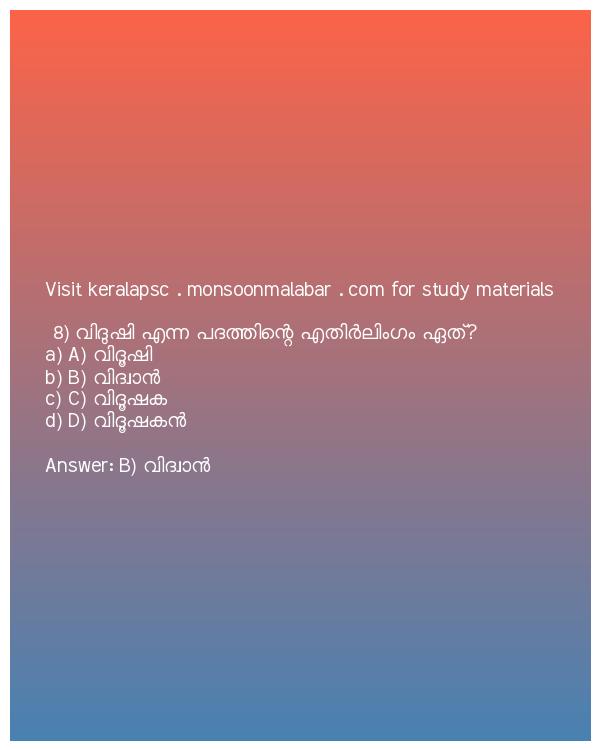 Visit keralapsc . monsoonmalabar . com for study materials
8) വിദുഷി എന്ന പദത്തിന്റെ എതിർലിംഗം ഏത്?
a) A) വിദൂഷി
b) B) വിദ്വാൻ
c) C) വിദൂഷക
d) D) വിദൂഷകൻ
Answer: B) വിദ്വാൻ